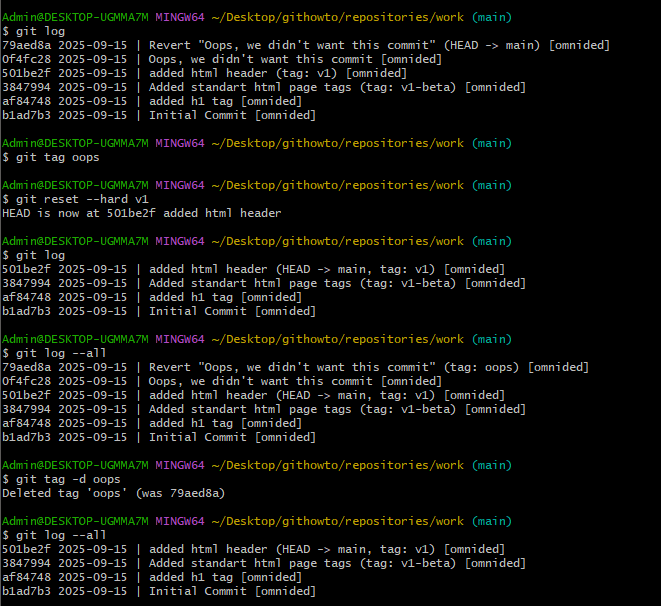 Admin@DESKTOP-UGMMA7M MINGW64 ~/Desktop/githowto/repositories/work (main)
$ git log
79aed8a 2025-09-15 | Revert "Oops, we didn't want this commit" (HEAD -> main) [omnided]
0f4fc28 2025-09-15 | Oops, we didn't want this commit [omnided]
501be2f 2025-09-15 | added html header (tag: v1) [omnided]
3847994 2025-09-15 | Added standart html page tags (tag: v1-beta) [omnided]
af84748 2025-09-15 | added h1 tag [omnided]
b1ad7b3 2025-09-15 | Initial Commit [omnided]
Admin@DESKTOP-UGMMA7M MINGW64 ~/Desktop/githowto/repositories/work (main)
$ git tag oops
Admin@DESKTOP-UGMMA7M MINGW64 ~/Desktop/githowto/repositories/work (main)
$ git reset --hard v1
HEAD is now at 501be2f added html header
Admin@DESKTOP-UGMMA7M MINGW64 ~/Desktop/githowto/repositories/work (main)
$ git log
501be2f 2025-09-15 | added html header (HEAD -> main, tag: v1) [omnided]
3847994 2025-09-15 | Added standart html page tags (tag: v1-beta) [omnided]
af84748 2025-09-15 | added h1 tag [omnided]
b1ad7b3 2025-09-15 | Initial Commit [omnided]
Admin@DESKTOP-UGMMA7M MINGW64 ~/Desktop/githowto/repositories/work (main)
$ git log --all
79aed8a 2025-09-15 | Revert "Oops, we didn't want this commit" (tag: oops) [omnided]
0f4fc28 2025-09-15 | Oops, we didn't want this commit [omnided]
501be2f 2025-09-15 | added html header (HEAD -> main, tag: v1) [omnided]
3847994 2025-09-15 | Added standart html page tags (tag: v1-beta) [omnided]
af84748 2025-09-15 | added h1 tag [omnided]
b1ad7b3 2025-09-15 | Initial Commit [omnided]
Admin@DESKTOP-UGMMA7M MINGW64 ~/Desktop/githowto/repositories/work (main)
$ git tag -d oops
Deleted tag 'oops' (was 79aed8a)
Admin@DESKTOP-UGMMA7M MINGW64 ~/Desktop/githowto/repositories/work (main)
$ git log --all
501be2f 2025-09-15 | added html header (HEAD -> main, tag: v1) [omnided]
3847994 2025-09-15 | Added standart html page tags (tag: v1-beta) [omnided]
af84748 2025-09-15 | added h1 tag [omnided]
b1ad7b3 2025-09-15 | Initial Commit [omnided]